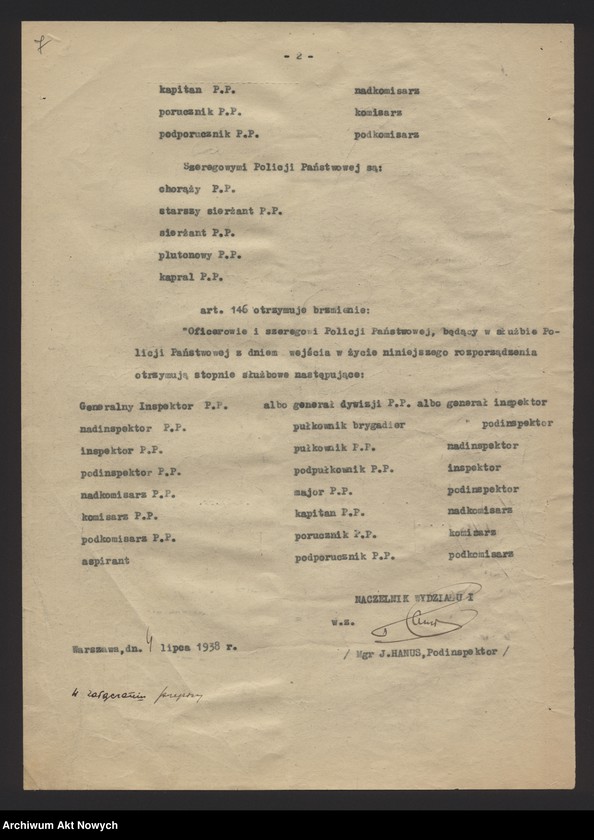 7
- 2 -
kapitan P.P. nadkomisarz
porucznik P.P. komisarz
podporucznik P.P. podkomisarz
Szeregowymi Policji Państwowej są:
chorąży P.P.
starszy sierżant P.P.
sierżant P.P.
plutonowy P.P.
kapral P.P.
art. 146 otrzymuje brzmienie:
"Oficerowie i szeregowi Policji Państwowej, będący w służbie Po-
licji Państwowej z dniem wejścia w życie niniejszego rozporządzenia
otrzymują stopnie służbowe następujące:
Generalny Inspektor P.P. albo generał dywizji P.P. albo generał inspektor
nadinspektor P.P. pułkownik brygadier " podinspektor
inspektor P.P. pułkownik P.P. nadinspektor
podinspektor P.P. podpułkownik P.P. inspektor
nadkomisarz P.P. major P.P. podinspektor
komisarz P.P. kapitan P.P. nadkomisarz
podkomisarz P.P. porucznik P.P. komisarz
aspirant podporucznik P.P. podkomisarz
NACZELNIK WYDZIAŁU I
w.z.
Warszawa,dn. 4 lipca 1938 r.
/ Mgr J.HANUS,Podinspektor /
W załączeniu przepisy
Archiwum Akt Nowych